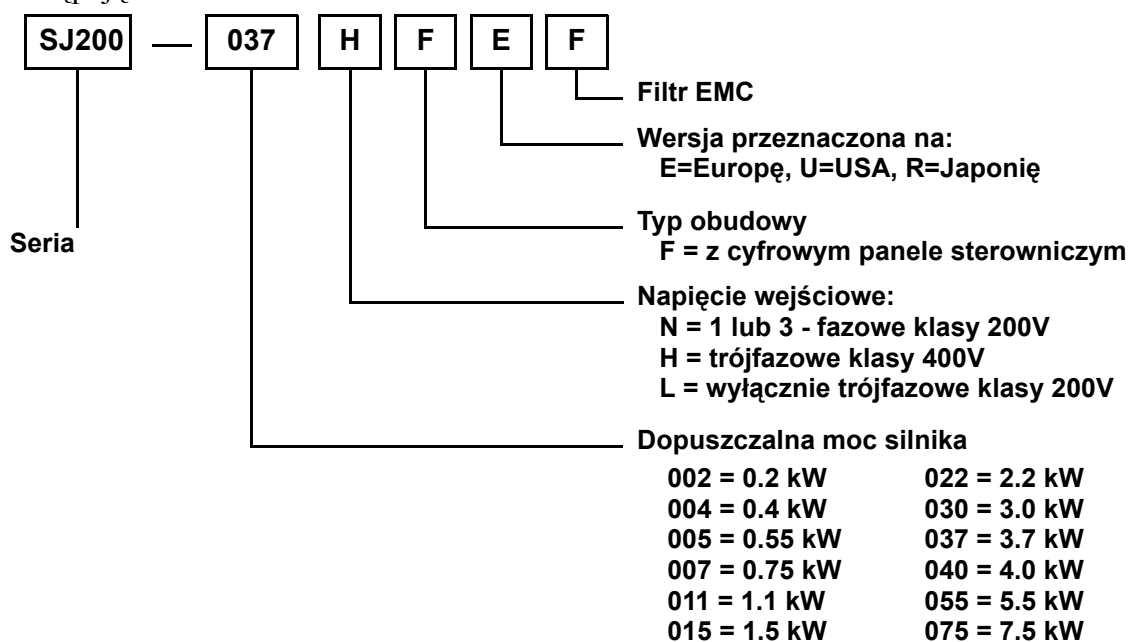 SJ200 — 037 H F E F
Filtr EMC
Wersja przeznaczona na:
E=Europę, U=USA, R=Japonię
Typ obudowy
F = z cyfrowym panele sterowniczym
Seria
Napięcie wejściowe:
N = 1 lub 3 - fazowe klasy 200V
H = trójfazowe klasy 400V
L = wyłącznie trójfazowe klasy 200V
Dopuszczalna moc silnika
002 = 0.2 kW 022 = 2.2 kW
004 = 0.4 kW 030 = 3.0 kW
005 = 0.55 kW 037 = 3.7 kW
007 = 0.75 kW 040 = 4.0 kW
011 = 1.1 kW 055 = 5.5 kW
015 = 1.5 kW 075 = 7.5 kW